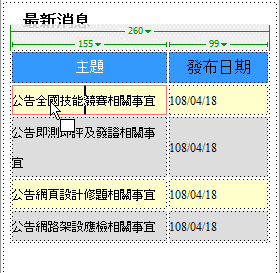 最新消息
260
155 99
主題 發布日期
公告全國技能競賽相關事宜 108/04/18
公告即測即評及發證相關事宜 108/04/18
公告網頁設計修題相關事宜 108/04/18
公告網路架設應檢相關事宜 108/04/18